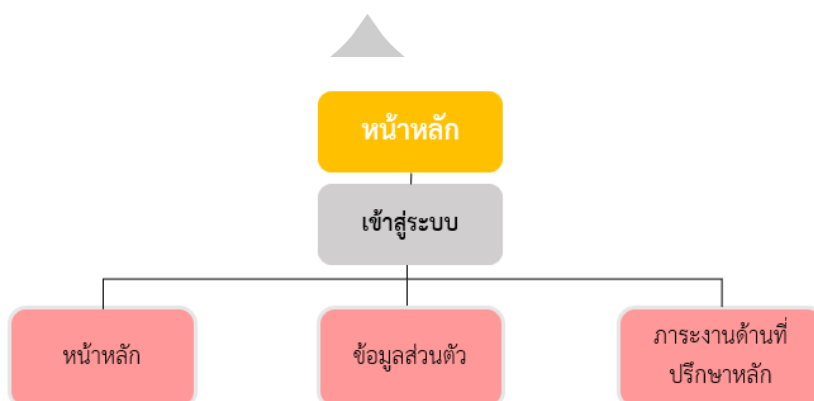 หน้าหลัก
เข้าสู่ระบบ
หน้าหลัก
ข้อมูลส่วนตัว
ภาระงานด้านที่
ปรึกษาหลัก